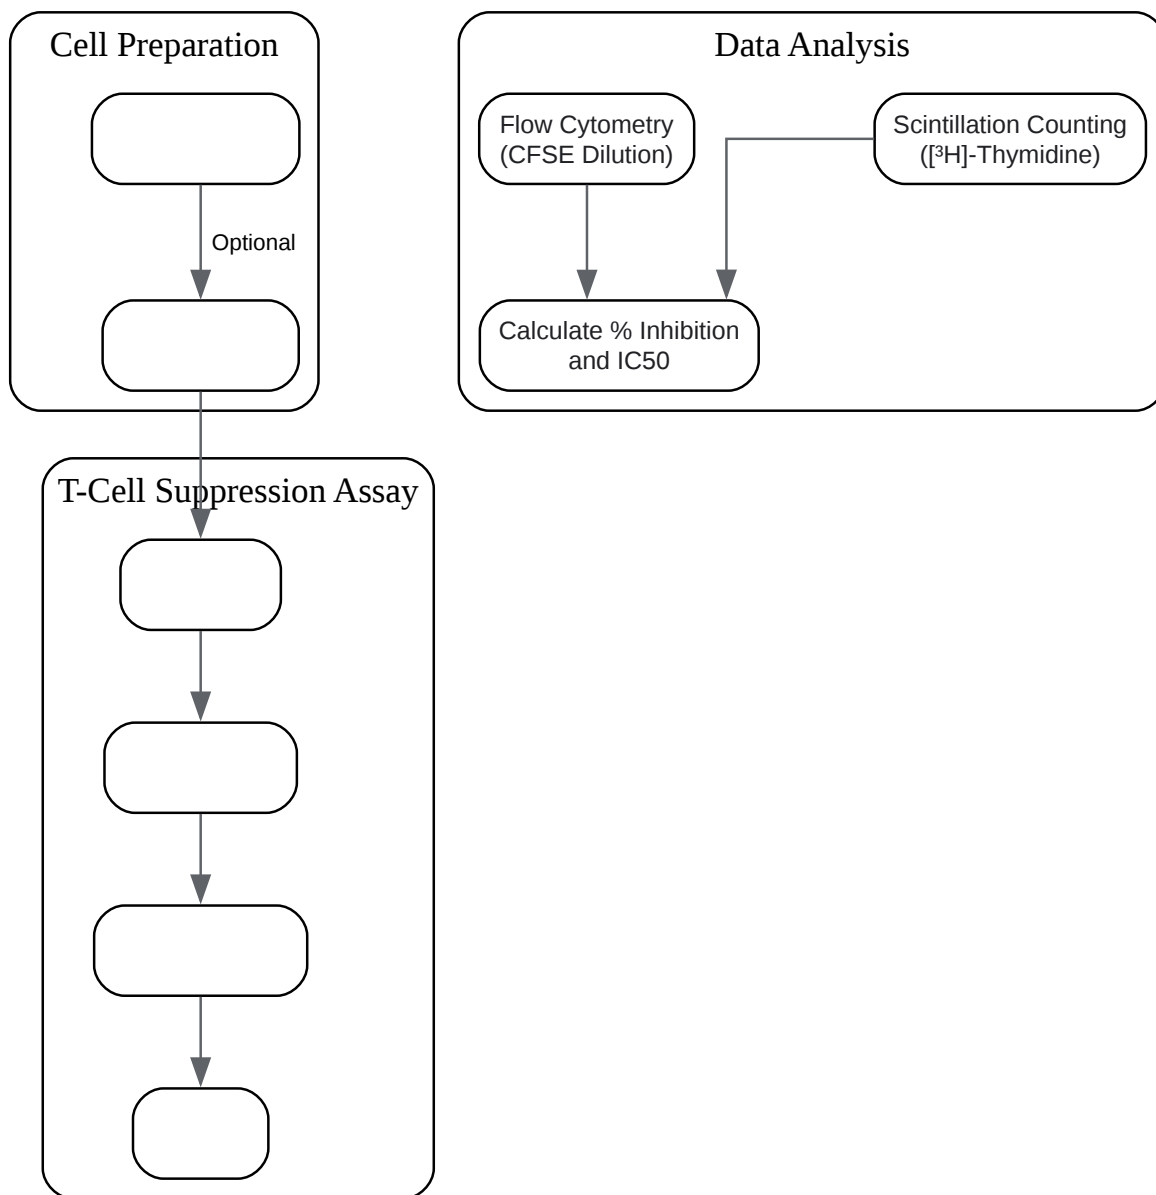 Cell Preparation
Optional
Data Analysis
Flow Cytometry
(CFSE Dilution)
Scintillation Counting
([³H]-Thymidine)
Calculate % Inhibition
and IC50
T-Cell Suppression Assay